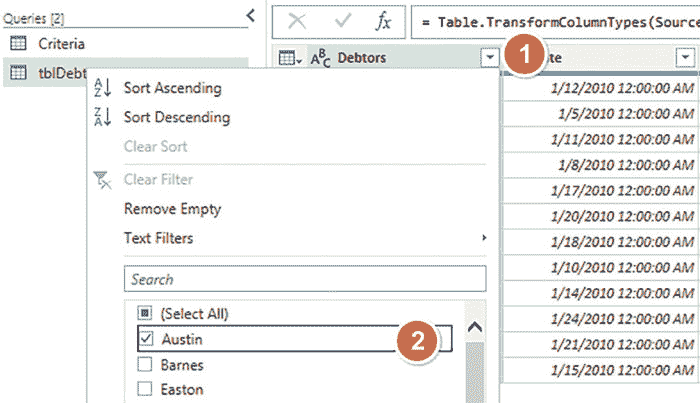 Queries [2]
Criteria
tblDebt
= Table.TransformColumnTypes(Sourc
Debtors
1
te
Sort Ascending
Sort Descending
Clear Sort
Clear Filter
Remove Empty
Text Filters
Search
(Select All)
Austin
2
Barnes
Easton
1/12/2010 12:00:00 AM
1/5/2010 12:00:00 AM
1/11/2010 12:00:00 AM
1/8/2010 12:00:00 AM
1/17/2010 12:00:00 AM
1/20/2010 12:00:00 AM
1/18/2010 12:00:00 AM
1/10/2010 12:00:00 AM
1/14/2010 12:00:00 AM
1/24/2010 12:00:00 AM
1/21/2010 12:00:00 AM
1/15/2010 12:00:00 AM